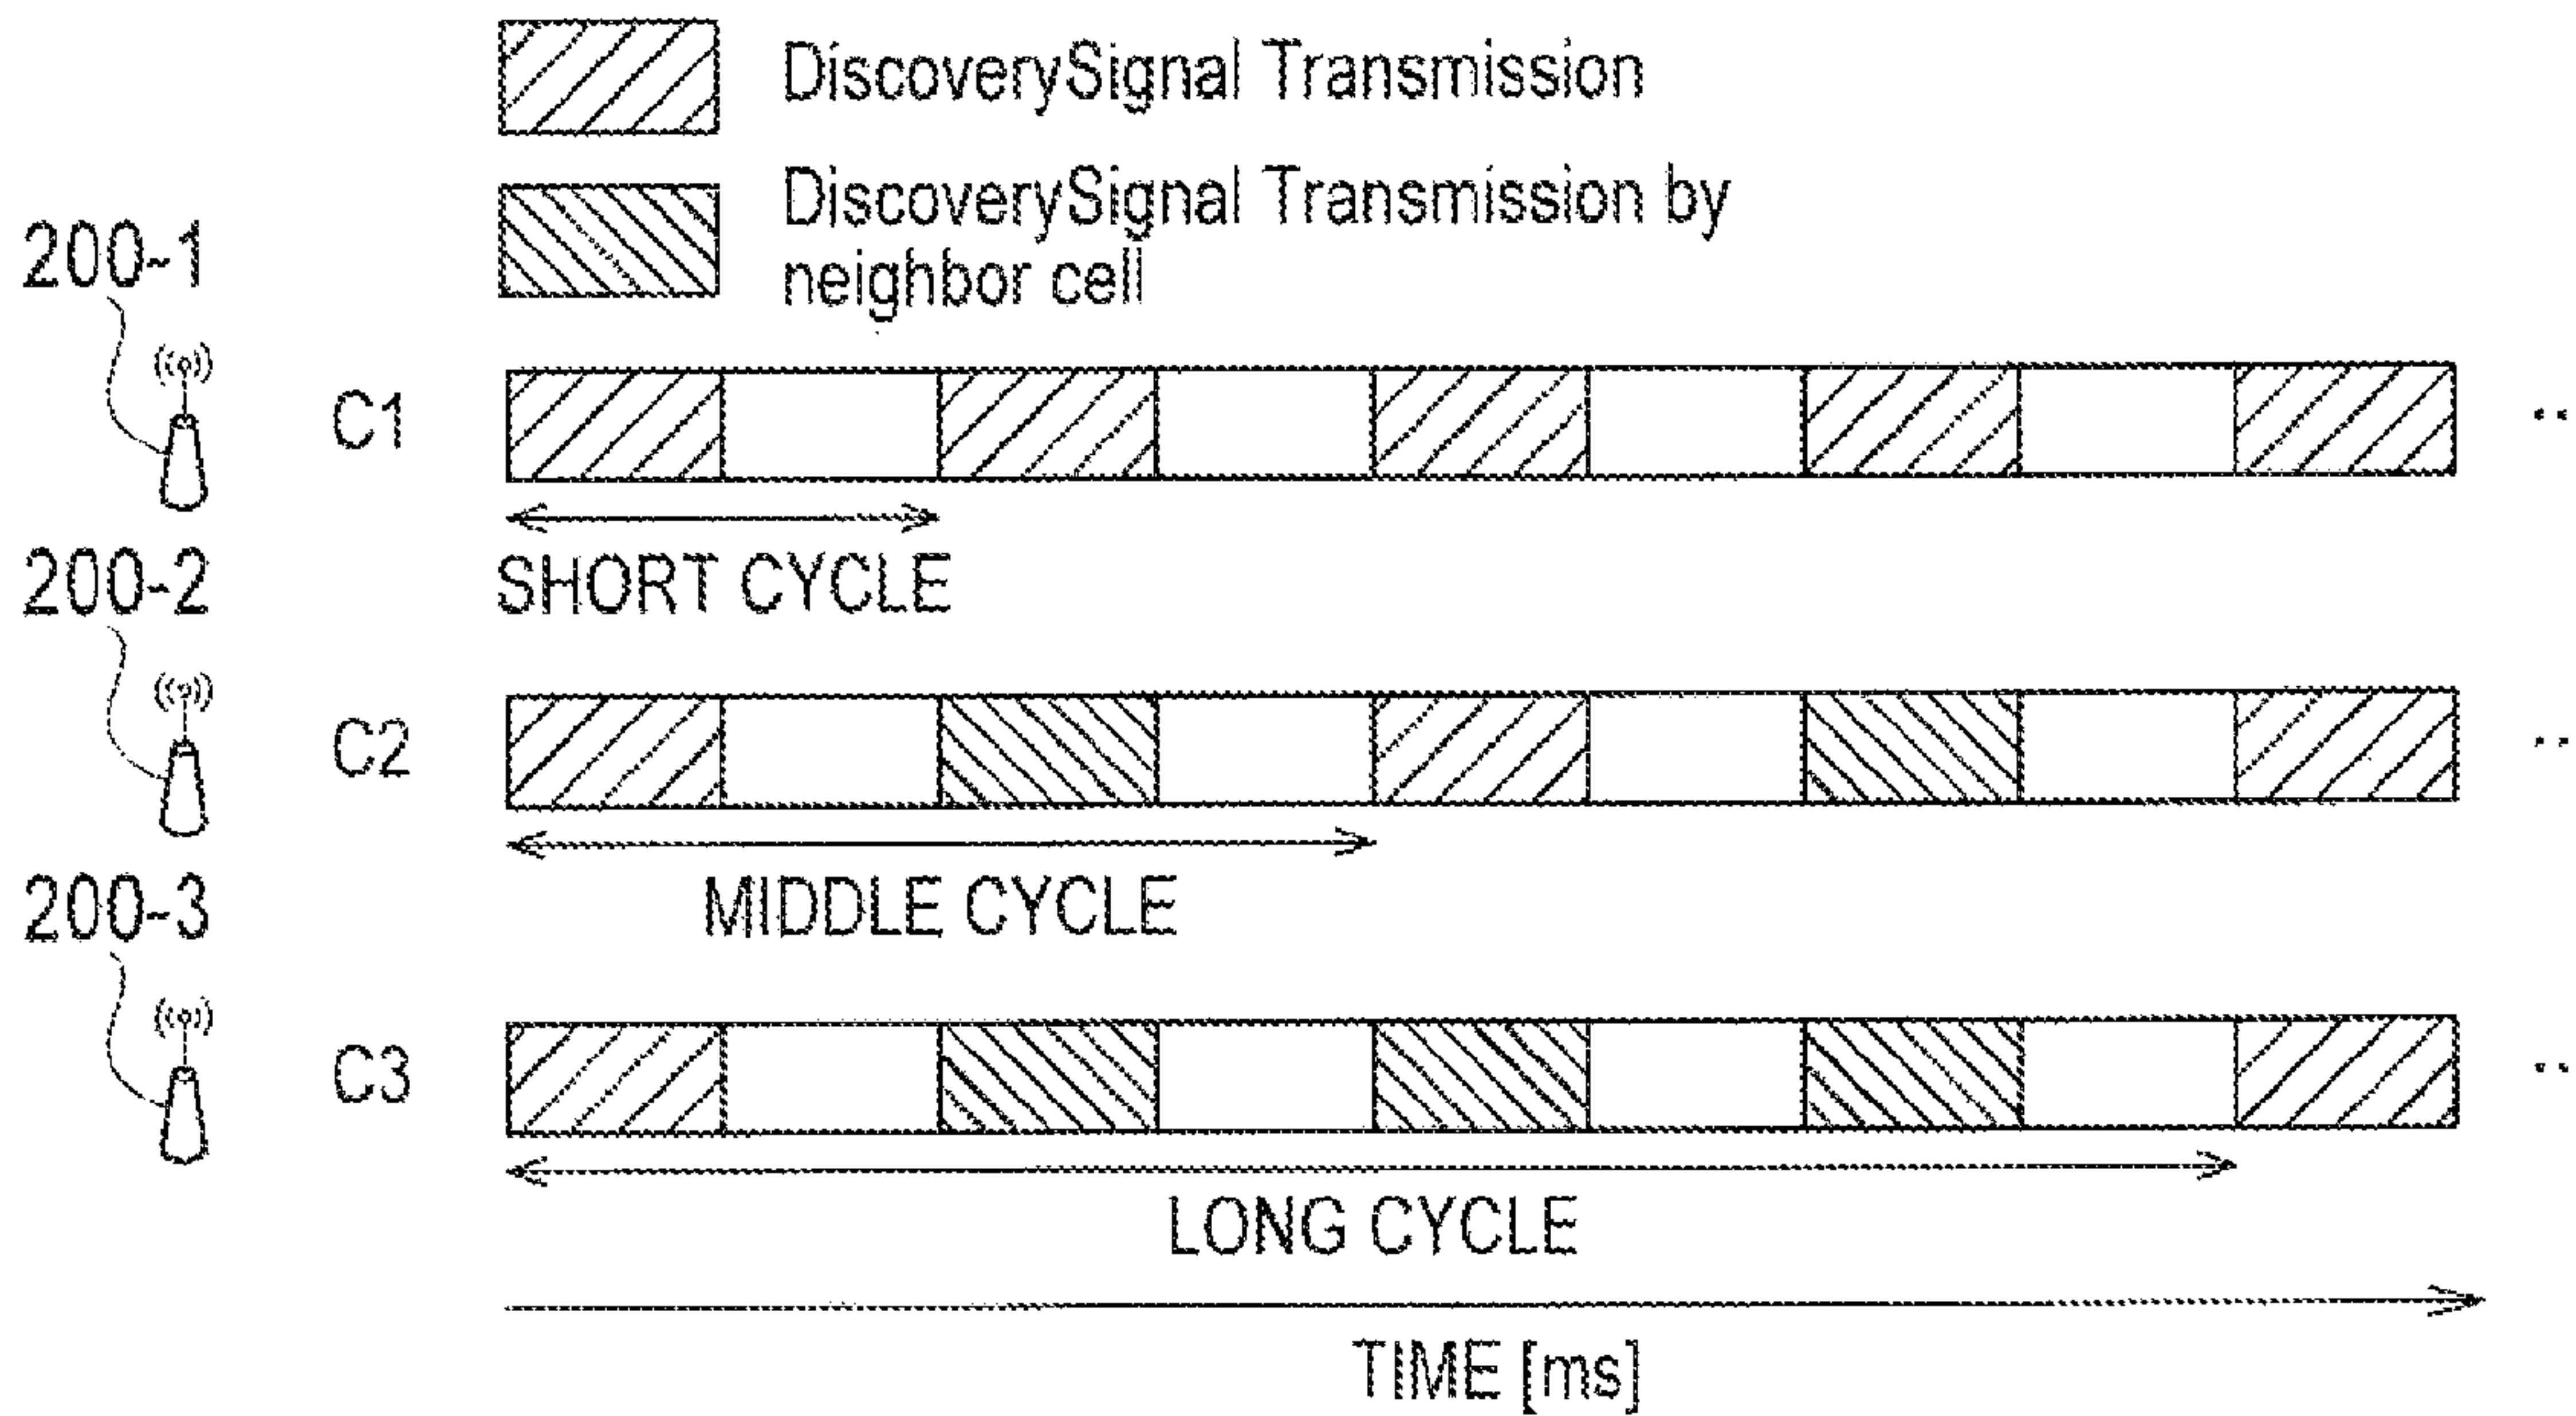 DiscoverySignal Transmission
DiscoverySignal Transmission by
neighbor cell
200-1
C1
SHORT CYCLE
200-2
C2
MIDDLE CYCLE
200-3
C3
LONG CYCLE
TIME [ms]